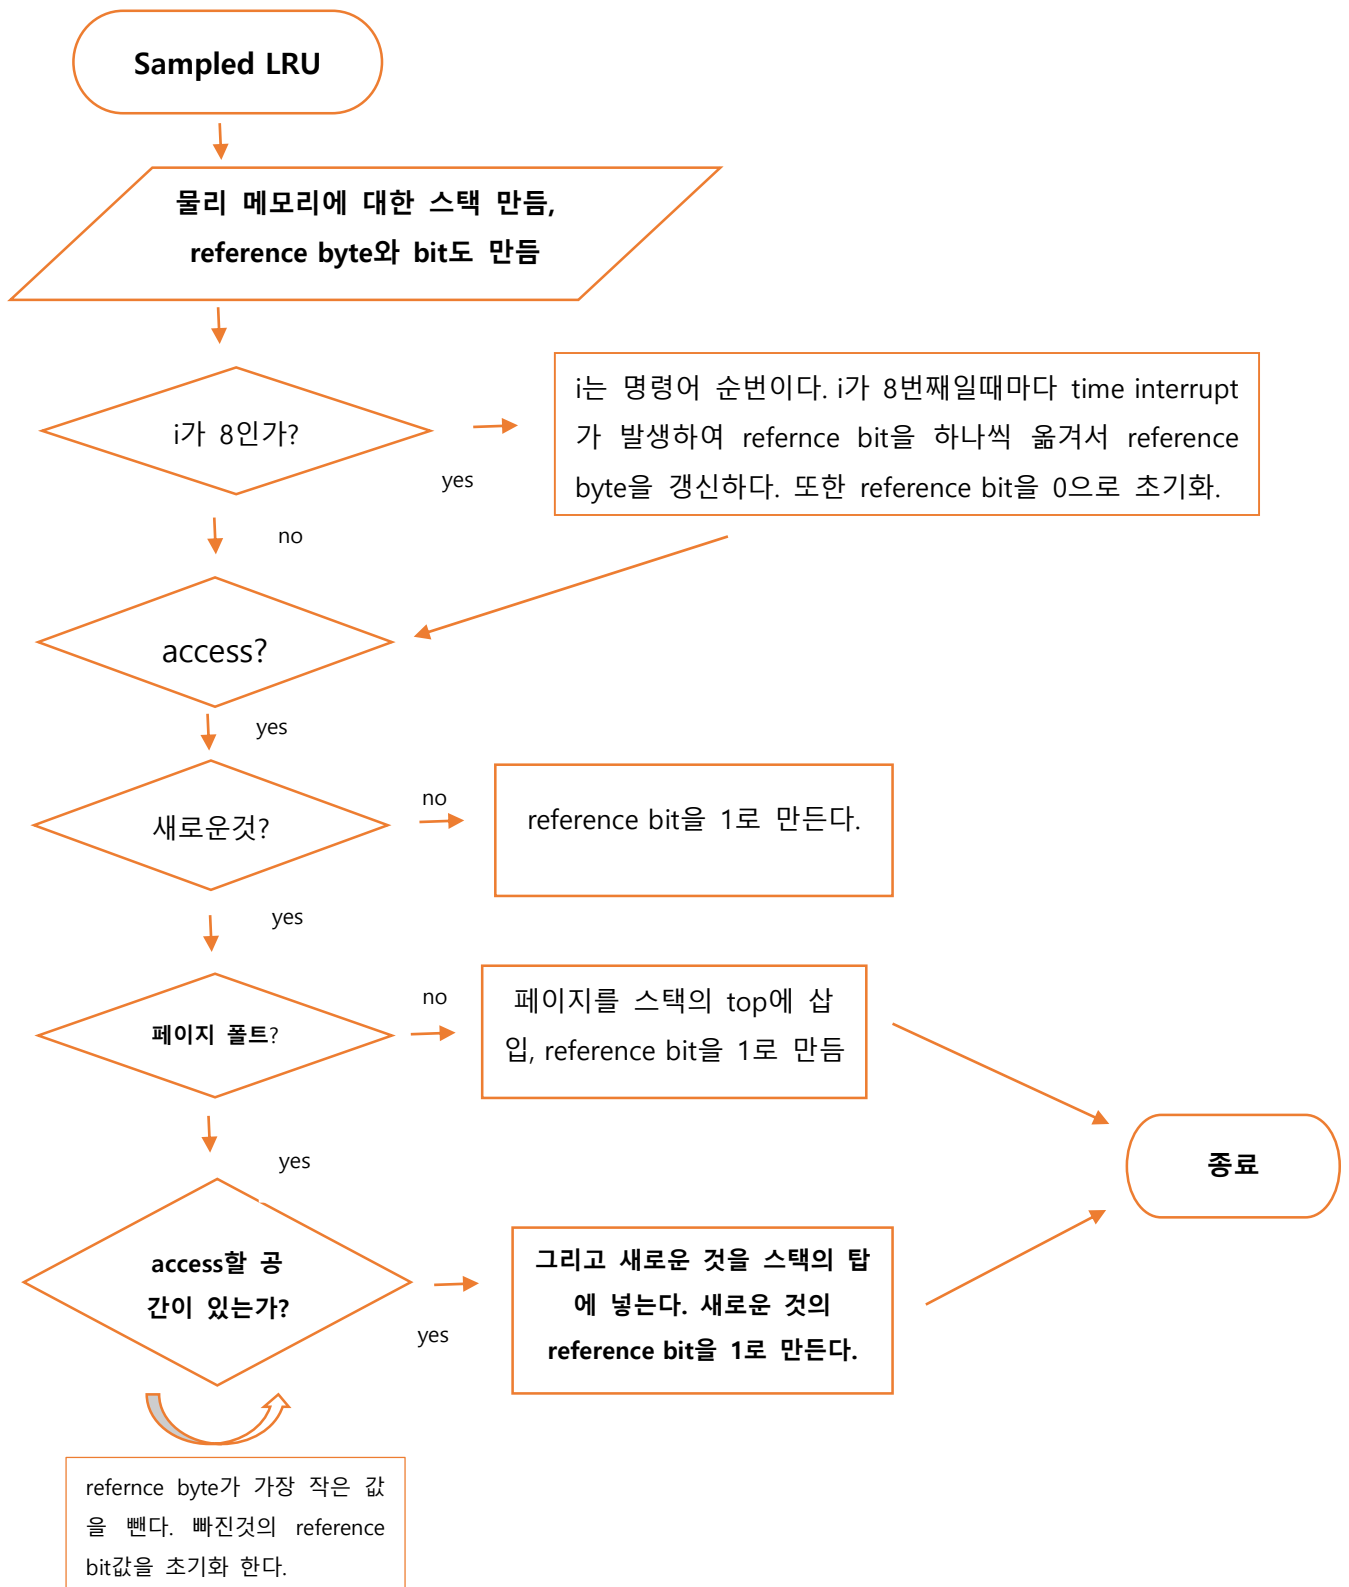 Sampled LRU
물리 메모리에 대한 스택 만듬,
reference byte와 bit도 만듬
i가 8인가?
yes
i는 명령어 순번이다. i가 8번째일때마다 time interrupt
가 발생하여 refernce bit을 하나씩 옮겨서 reference
byte을 갱신하다. 또한 reference bit을 0으로 초기화.
no
access?
yes
새로운것?
no
reference bit을 1로 만든다.
yes
페이지 폴트?
no
페이지를 스택의 top에 삽
입, reference bit을 1로 만듬
종료
yes
access할 공
간이 있는가?
yes
그리고 새로운 것을 스택의 탑
에 넣는다. 새로운 것의
reference bit을 1로 만든다.
refernce byte가 가장 작은 값
을 뺀다. 빠진것의 reference
bit값을 초기화 한다.